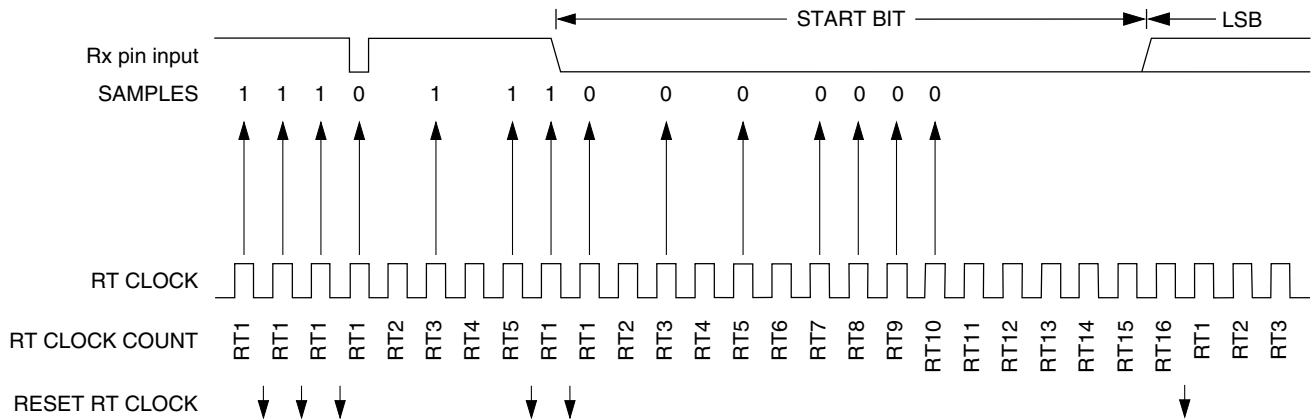 START BIT LSB
Rx pin input
SAMPLES 1 1 1 0 1 1 1 0 0 0 0 0 0 0
RT CLOCK
RT CLOCK COUNT RT1 RT1 RT1 RT1 RT2 RT3 RT4 RT5 RT1 RT1 RT2 RT3 RT4 RT5 RT6 RT7 RT8 RT9 RT10 RT11 RT12 RT13 RT14 RT15 RT16 RT1 RT2 RT3
RESET RT CLOCK